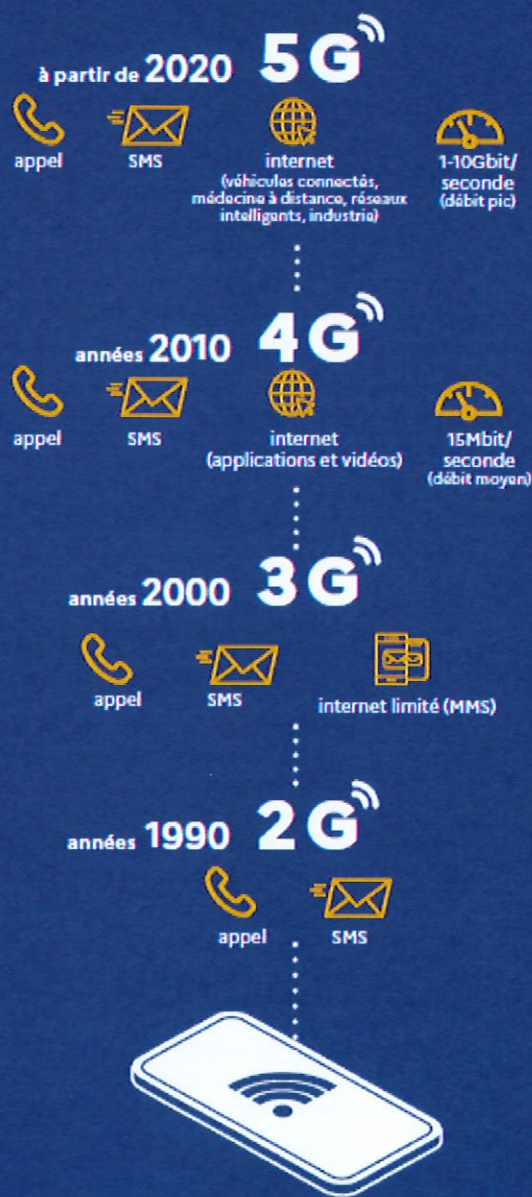 à partir de 2020 5G
appel
SMS
internet
(véhicules connectés,
médecine à distance, réseaux
intelligents, industrie)
1-10Gbit/
seconde
(débit pic)
années 2010 4G
appel
SMS
internet
(applications et vidéos)
15Mbit/
seconde
(débit moyen)
années 2000 3G
appel
SMS
internet limité (MMS)
années 1990 2G
appel
SMS